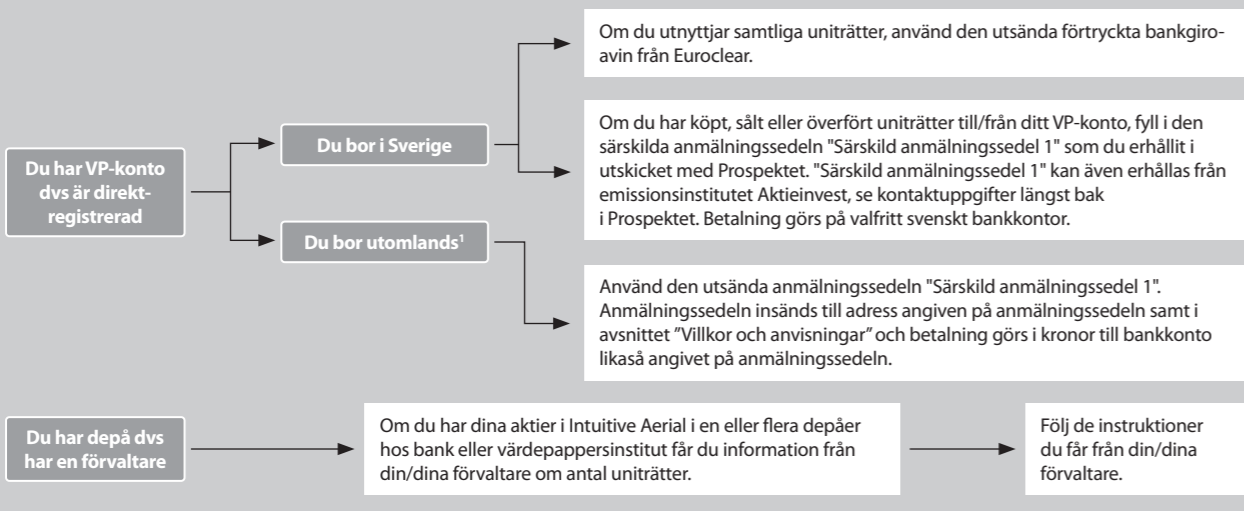 Du har VP-konto
dvs är direkt-
registrerad
Du bor i Sverige
Om du utnyttjar samtliga uniträtter, använd den utsända förtryckta bankgiro-
avin från Euroclear.
Om du har köpt, sålt eller överfört uniträtter till/från ditt VP-konto, fyll i den
särskilda anmälningssedeln "Särskild anmälningssedel 1" som du erhållit i
utskicket med Prospektet. "Särskild anmälningssedel 1" kan även erhållas från
emissionsinstitutet Aktieinvest, se kontaktuppgifter längst bak
i Prospektet. Betalning görs på valfritt svenskt bankkontor.
Du bor utomlands¹
Använd den utsända anmälningssedeln "Särskild anmälningssedel 1".
Anmälningssedeln insänds till adress angiven på anmälningssedeln samt i
avsnittet ”Villkor och anvisningar” och betalning görs i kronor till bankkonto
likaså angivet på anmälningssedeln.
Du har depå dvs
har en förvaltare
Om du har dina aktier i Intuitive Aerial i en eller flera depåer
hos bank eller värdepappersinstitut får du information från
din/dina förvaltare om antal uniträtter.
Följ de instruktioner
du får från din/dina
förvaltare.